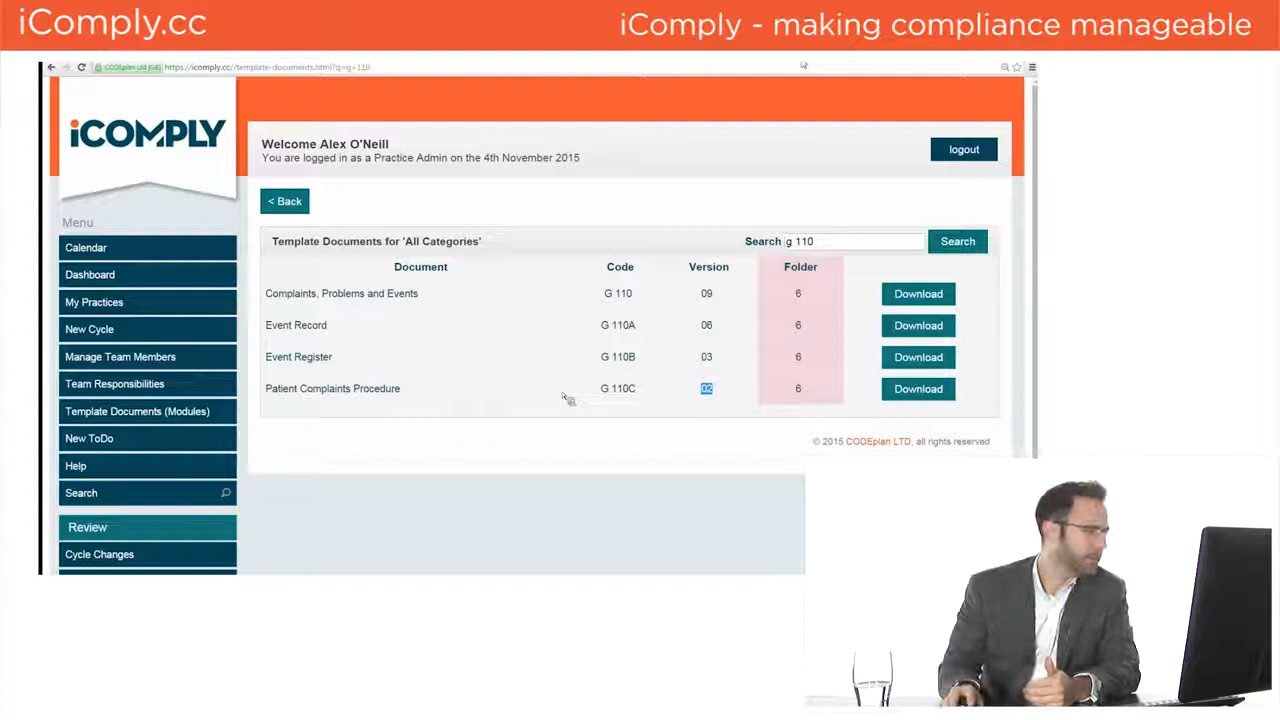 iComply.cc
iComply - making compliance manageable
CODEplan Ltd [GB] https://icomply.cc/template-documents.html?q=g+110
iCOMPLY
Welcome Alex O'Neill
You are logged in as a Practice Admin on the 4th November 2015
logout
< Back
Menu
Calendar
Dashboard
My Practices
New Cycle
Manage Team Members
Team Responsibilities
Template Documents (Modules)
New ToDo
Help
Search
Review
Cycle Changes
Template Documents for 'All Categories'
Search g 110 Search
Document Code Version Folder
Complaints, Problems and Events G 110 09 6 Download
Event Record G 110A 06 6 Download
Event Register G 110B 03 6 Download
Patient Complaints Procedure G 110C 02 6 Download
© 2015 CODEplan LTD, all rights reserved